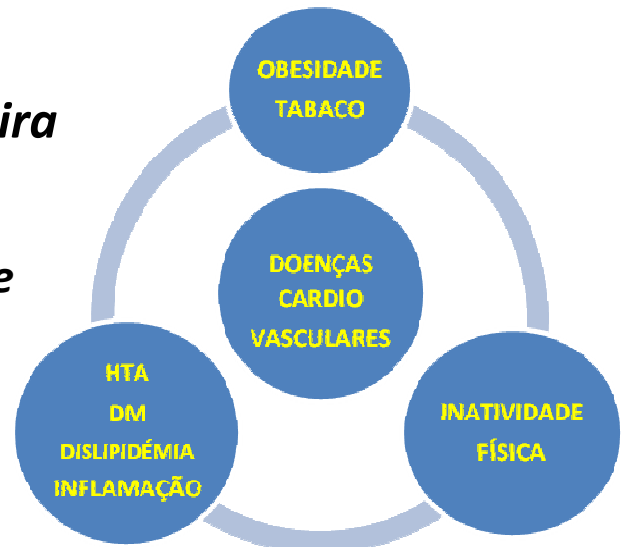 OBESIDADE
TABACO
ira
e
DOENÇAS
CARDIO
VASCULARES
HTA
DM
DISLIPIDÉMIA
INFLAMAÇÃO
INATIVIDADE
FÍSICA